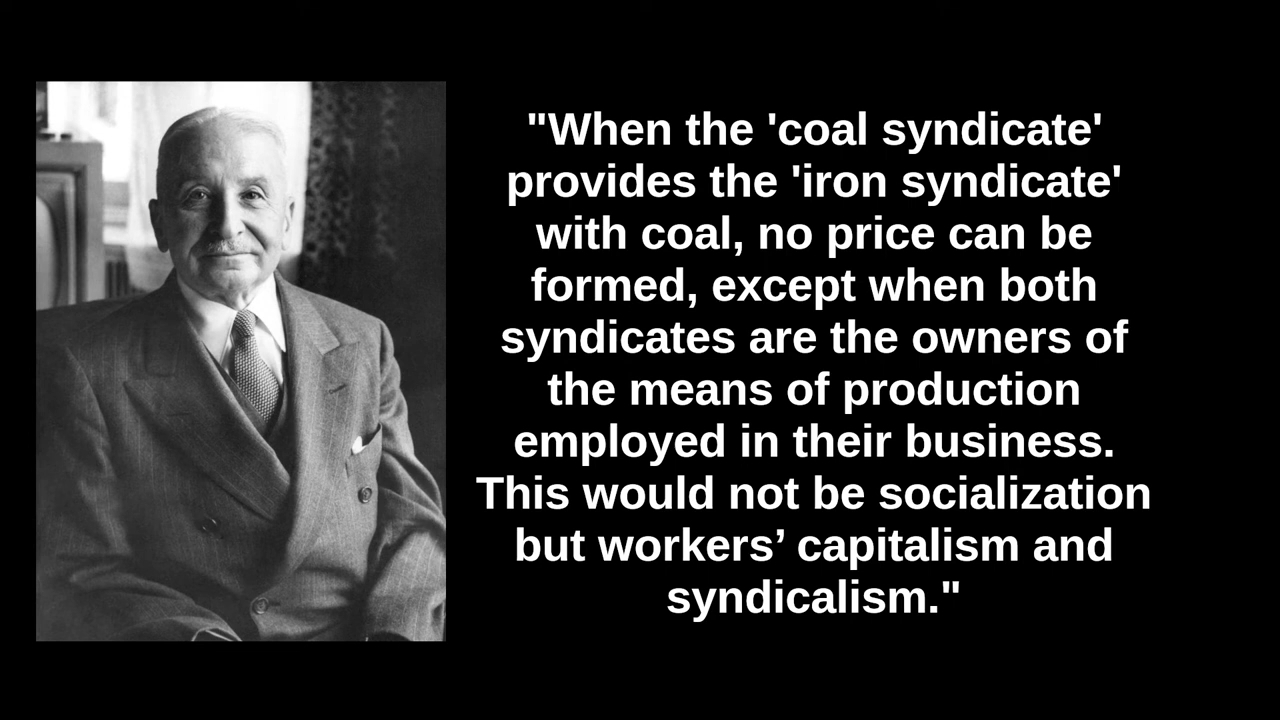 "When the 'coal syndicate'
provides the 'iron syndicate'
with coal, no price can be
formed, except when both
syndicates are the owners of
the means of production
employed in their business.
This would not be socialization
but workers’ capitalism and
syndicalism."